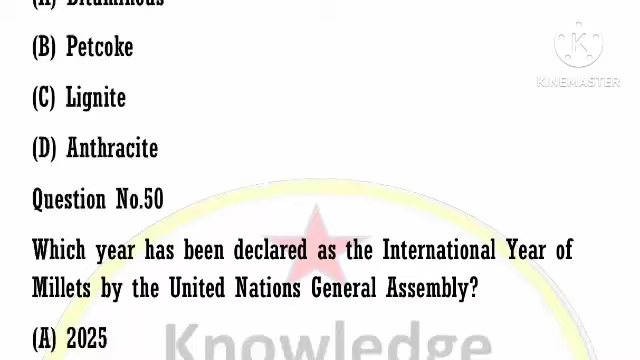 (A) Bituminous
(B) Petcoke
(C) Lignite
(D) Anthracite
Question No.50
Which year has been declared as the International Year of
Millets by the United Nations General Assembly?
(A) 2025
Knowledge
K
KINEMASTER